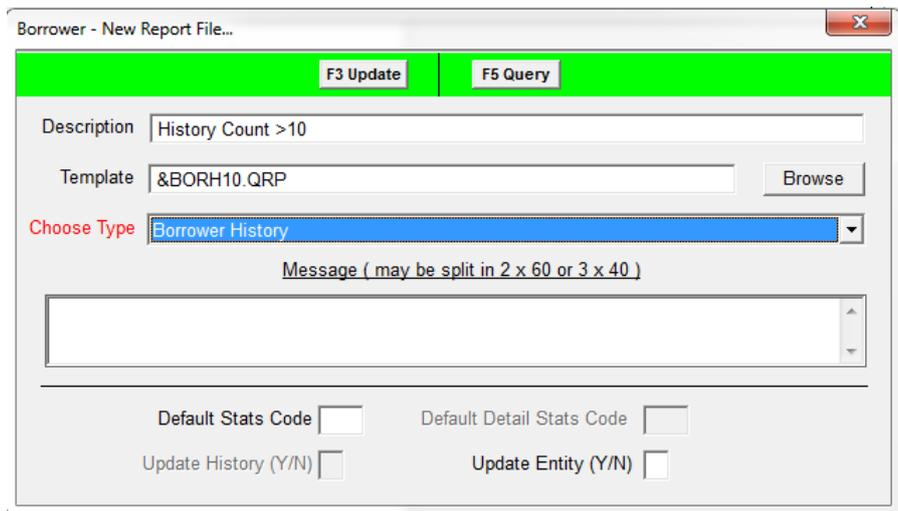 Borrower - New Report File...
F3 Update F5 Query
Description History Count >10
Template &BORH10.QRP Browse
Choose Type Borrower History
Message ( may be split in 2 x 60 or 3 x 40 )
Default Stats Code Default Detail Stats Code
Update History (Y/N) Update Entity (Y/N)